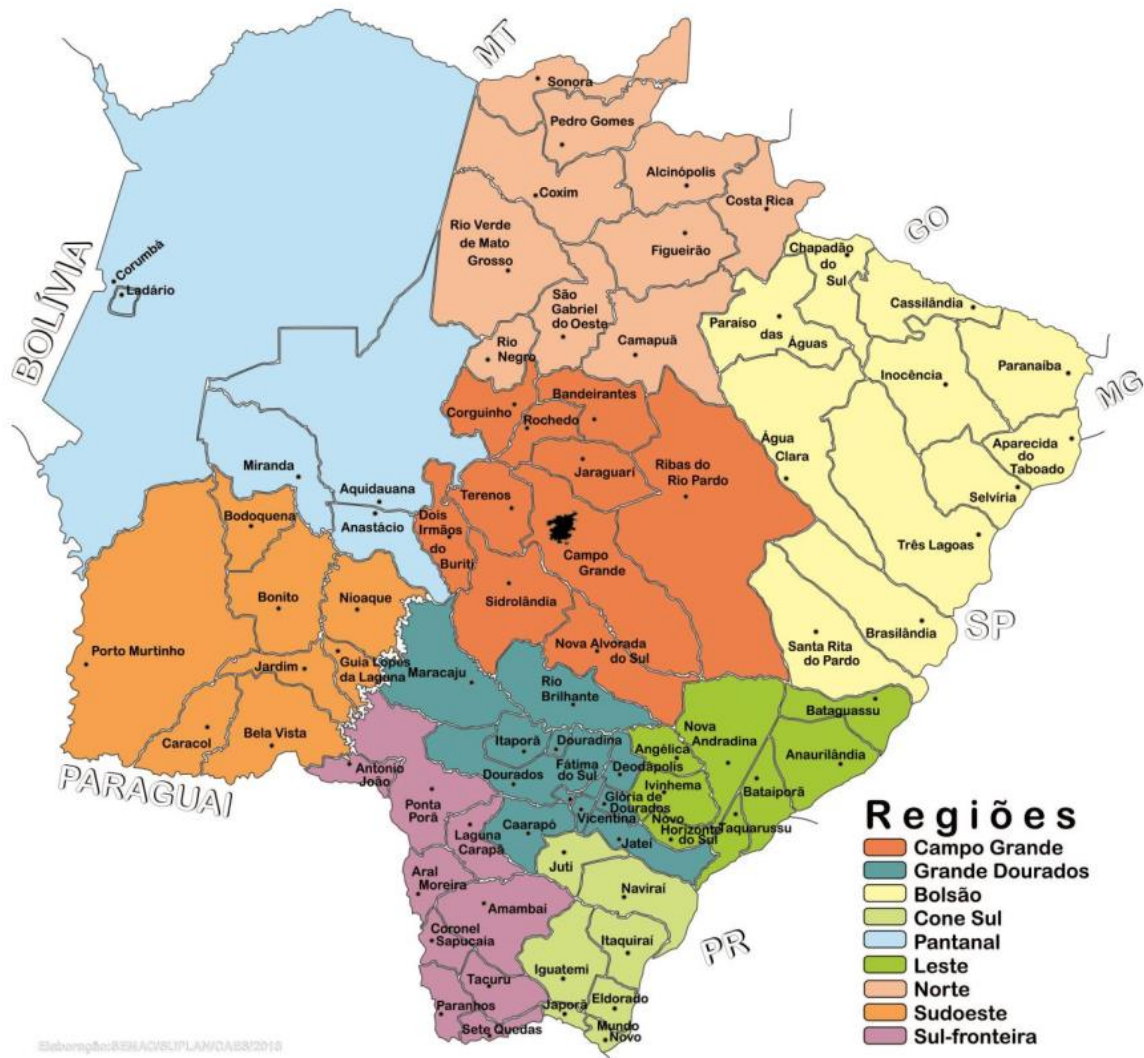 MT
Sonora
Pedro Gomes
Alcinópolis
Coxim
Costa Rica
Rio Verde
de Mato
Grosso
Figueirão
GO
Chapadão
do
Sul
BOLÍVIA
Corumbá
Ladário
São
Gabriel
do Oeste
Cassilândia
Paraíso
das
Águas
Rio
Negro
Camapuã
Inocência
Paranaíba
MG
Bandeirantes
Corguinho
Rochedo
Água
Clara
Aparecida
do
Taboado
Miranda
Jaraguari
Ribas do
Rio Pardo
Selvíria
Aquidauana
Terenos
Bodoquena
Anastácio
Dois
Irmãos
do
Buriti
Campo
Grande
Três Lagoas
Bonito
Nioaque
Sidrolândia
SP
Brasilândia
Santa Rita
do Pardo
Porto Murtinho
Nova Alvorada
do Sul
Jardim
Guia Lopes
da Laguna
Maracaju
Rio
Brilhante
Bataguassu
Caracol
Bela Vista
Nova
Andradina
Itaporã
Douradina
Angélica
Anaurilândia
PARAGUAI
Antonio
João
Dourados
Fátima
do Sul
Deodápolis
Ivinhema
Batalporã
Ponta
Porã
Glória de
Dourados
Vicentina
Novo
Horizonte
do Sul
Taquarussu
Laguna
Carapã
Caarapó
Jateí
Juti
Aral
Moreira
Naviraí
Amambai
Coronel
Sapucaia
Itaquiraí
PR
Tacuru
Iguatemi
Paranhos
Japorã
Eldorado
Sete Quedas
Mundo
Novo
Regiões
Campo Grande
Grande Dourados
Bolsão
Cone Sul
Pantanal
Leste
Norte
Sudoeste
Sul-fronteira